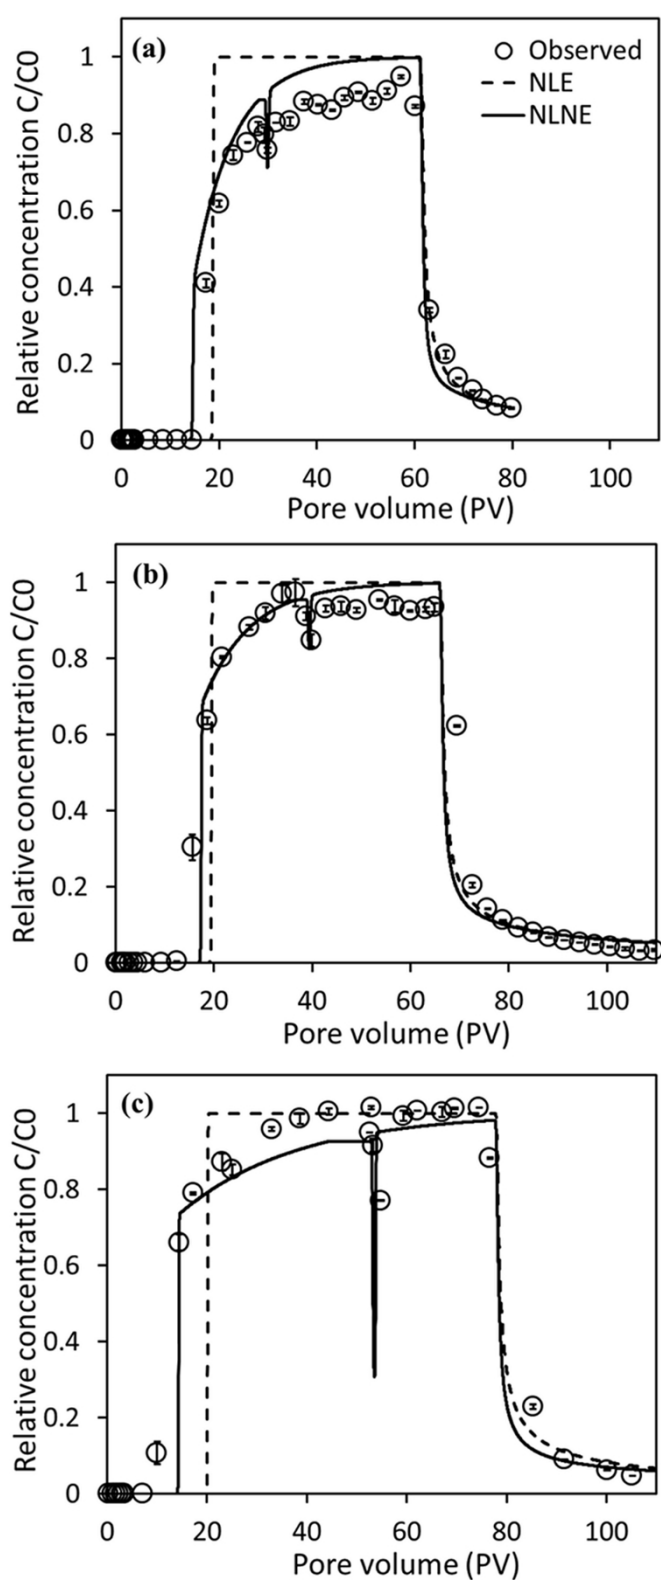 (a)
Observed
NLE
NLNE
Relative concentration C/C0
1
0.8
0.6
0.4
0.2
0
0 20 40 60 80 100
Pore volume (PV)
(b)
Relative concentration C/C0
1
0.8
0.6
0.4
0.2
0
0 20 40 60 80 100
Pore volume (PV)
(c)
Relative concentration C/C0
1
0.8
0.6
0.4
0.2
0
0 20 40 60 80 100
Pore volume (PV)